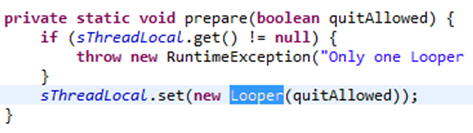 private static void prepare(boolean quitAllowed) {
if (sThreadLocal.get() != null) {
throw new RuntimeException("Only one Looper
}
sThreadLocal.set(new Looper(quitAllowed));
}